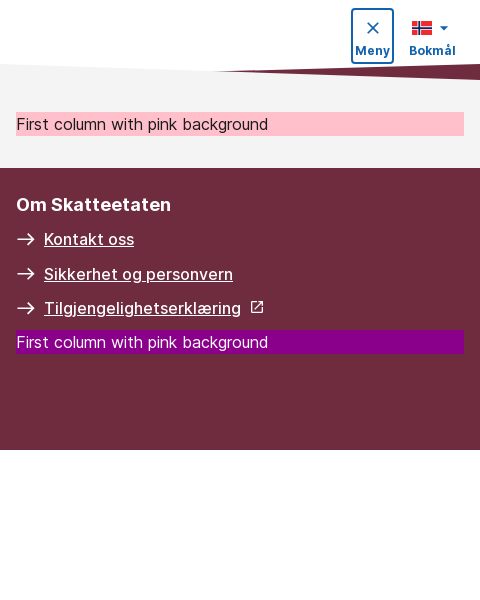 Meny
Bokmål
First column with pink background
Om Skatteetaten
Kontakt oss
Sikkerhet og personvern
Tilgjengelighetserklæring
First column with pink background